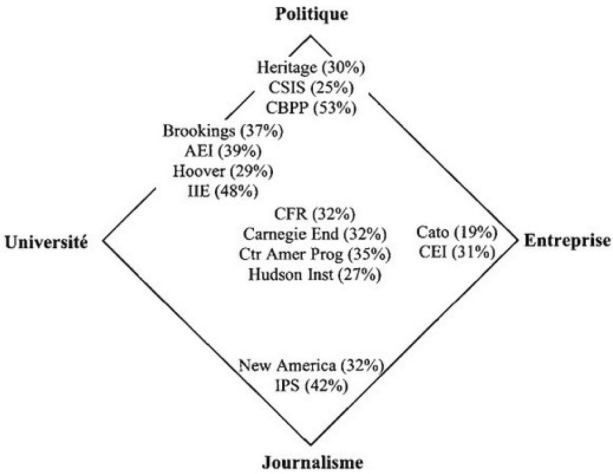 Politique
Heritage (30%)
CSIS (25%)
CBPP (53%)
Brookings (37%)
AEI (39%)
Hoover (29%)
IIE (48%)
CFR (32%)
Carnegie End (32%)
Ctr Amer Prog (35%)
Hudson Inst (27%)
Cato (19%)
CEI (31%)
Université
Entreprise
New America (32%)
IPS (42%)
Journalisme